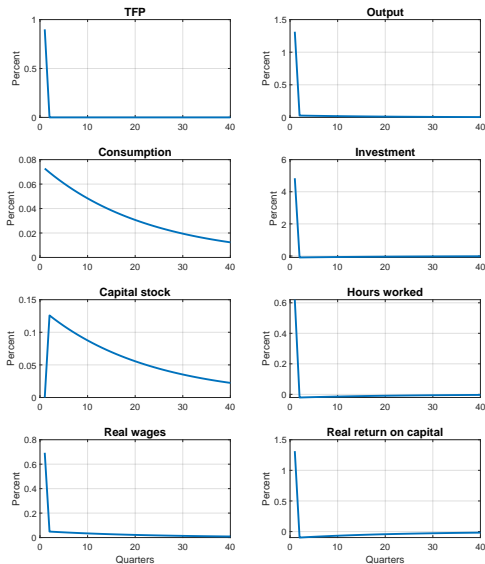 TFP
Percent
1
0.5
0
0 10 20 30 40
Output
Percent
1.5
1
0.5
0
0 10 20 30 40
Consumption
Percent
0.08
0.06
0.04
0.02
0
0 10 20 30 40
Investment
Percent
6
4
2
0
0 10 20 30 40
Capital stock
Percent
0.15
0.1
0.05
0
0 10 20 30 40
Hours worked
Percent
0.6
0.4
0.2
0
0 10 20 30 40
Real wages
Percent
0.8
0.6
0.4
0.2
0
0 10 20 30 40
Quarters
Real return on capital
Percent
1.5
1
0.5
0
0 10 20 30 40
Quarters